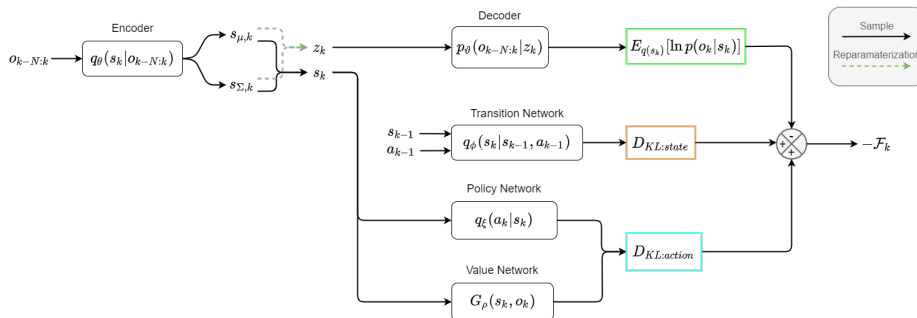 Encoder
o_{k−N:k}
q_θ(s_k|o_{k−N:k})
s_{μ,k}
s_{Σ,k}
z_k
s_k
Decoder
p_ϑ(o_{k−N:k}|z_k)
E_{q(s_k)}[ln p(o_k|s_k)]
Sample
Reparamaterization
Transition Network
s_{k−1}
a_{k−1}
q_ϕ(s_k|s_{k−1}, a_{k−1})
D_{KL:state}
-
+
+
−ℱ_k
Policy Network
q_ξ(a_k|s_k)
D_{KL:action}
Value Network
G_ρ(s_k, o_k)